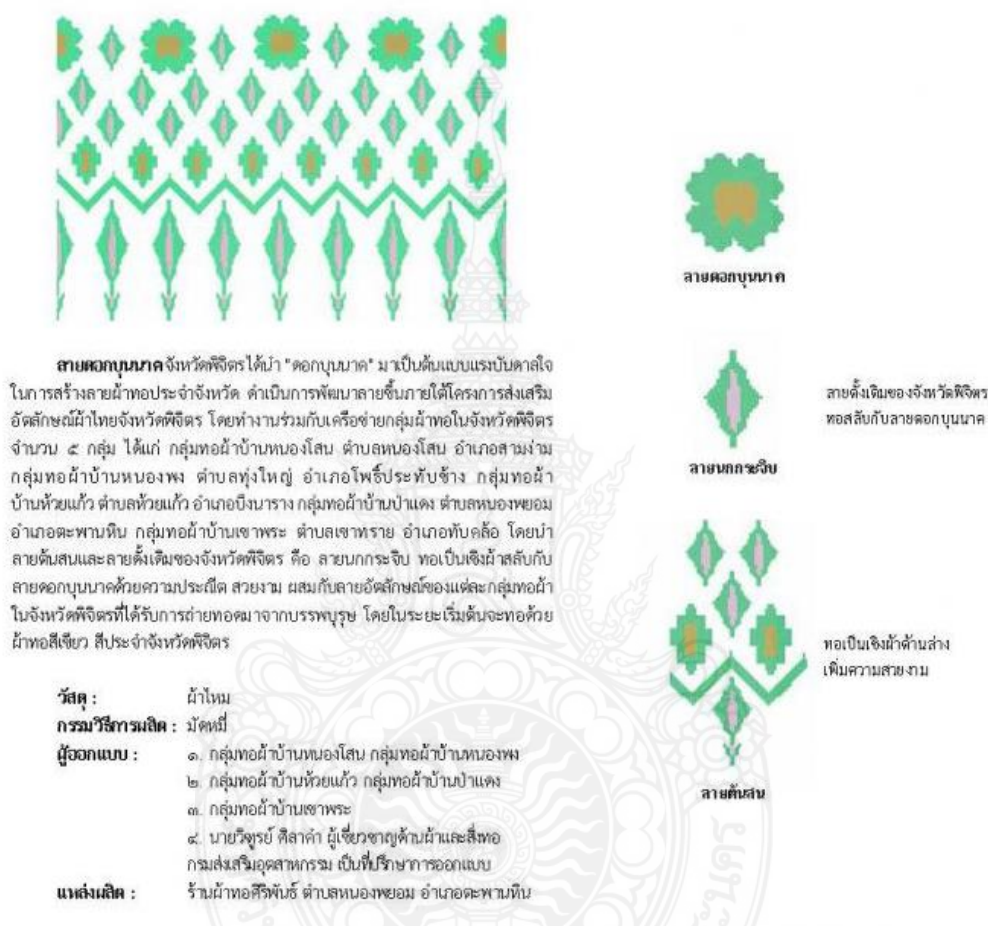 ลายดอกบุนนาค จังหวัดพิจิตรได้นำ "ดอกบุนนาค" มาเป็นต้นแบบแรงบันดาลใจ
ในการสร้างลายผ้าทอประจำจังหวัด ดำเนินการพัฒนาลายขึ้นภายใต้โครงการส่งเสริม
อัตลักษณ์ผ้าไทยจังหวัดพิจิตร โดยทำงานร่วมกับเครือข่ายกลุ่มผ้าทอในจังหวัดพิจิตร
จำนวน ๕ กลุ่ม ได้แก่ กลุ่มทอผ้าบ้านหนองโสน ตำบลหนองโสน อำเภอสามง่าม
กลุ่มทอผ้าบ้านหนองพง ตำบลทุ่งใหญ่ อำเภอโพธิ์ประทับช้าง กลุ่มทอผ้า
บ้านห้วยแก้ว ตำบลห้วยแก้ว อำเภอบึงนาราง กลุ่มทอผ้าบ้านป่าแดง ตำบลหนองพยอม
อำเภอตะพานหิน กลุ่มทอผ้าบ้านเขาพระ ตำบลเขาทราย อำเภอทับคล้อ โดยนำ
ลายต้นสนและลายดั้งเดิมของจังหวัดพิจิตร คือ ลายนกกระจิบ ทอเป็นเชิงผ้าสลับกับ
ลายดอกบุนนาคด้วยความประณีต สวยงาม ผสมกับลายอัตลักษณ์ของแต่ละกลุ่มทอผ้า
ในจังหวัดพิจิตรที่ได้รับการถ่ายทอดมาจากบรรพบุรุษ โดยในระยะเริ่มต้นจะทอด้วย
ผ้าทอสีเขียว สีประจำจังหวัดพิจิตร
วัสดุ : ผ้าไหม
กรรมวิธีการผลิต : มัดหมี่
ผู้ออกแบบ : ๑. กลุ่มทอผ้าบ้านหนองโสน กลุ่มทอผ้าบ้านหนองพง
๒. กลุ่มทอผ้าบ้านห้วยแก้ว กลุ่มทอผ้าบ้านป่าแดง
๓. กลุ่มทอผ้าบ้านเขาพระ
๔. นายวิฑูรย์ ศิลาคำ ผู้เชี่ยวชาญด้านผ้าและสิ่งทอ
กรมส่งเสริมอุตสาหกรรม เป็นที่ปรึกษาการออกแบบ
แหล่งผลิต : ร้านผ้าทอศิริพันธ์ ตำบลหนองพยอม อำเภอตะพานหิน
ลายดอกบุนนาค
ลายดั้งเดิมของจังหวัดพิจิตร
ทอสลับกับลายดอกบุนนาค
ลายนกกระจิบ
ทอเป็นเชิงผ้าด้านล่าง
เพิ่มความสวยงาม
ลายต้นสน